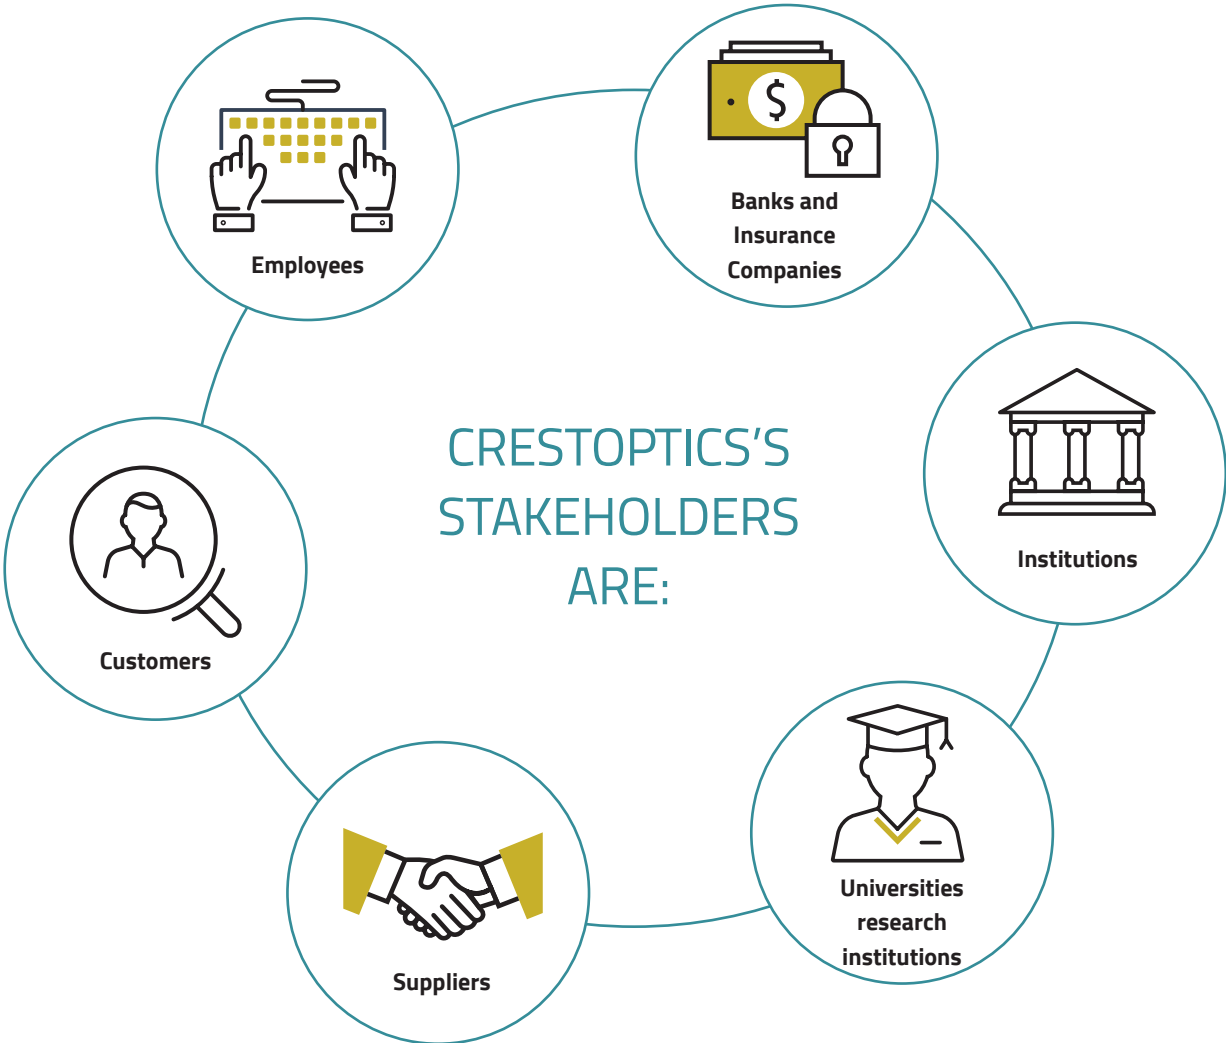 Employees
$
Banks and
Insurance
Companies
CRESTOPTICS'S
STAKEHOLDERS
ARE:
Institutions
Customers
Universities
research
institutions
Suppliers